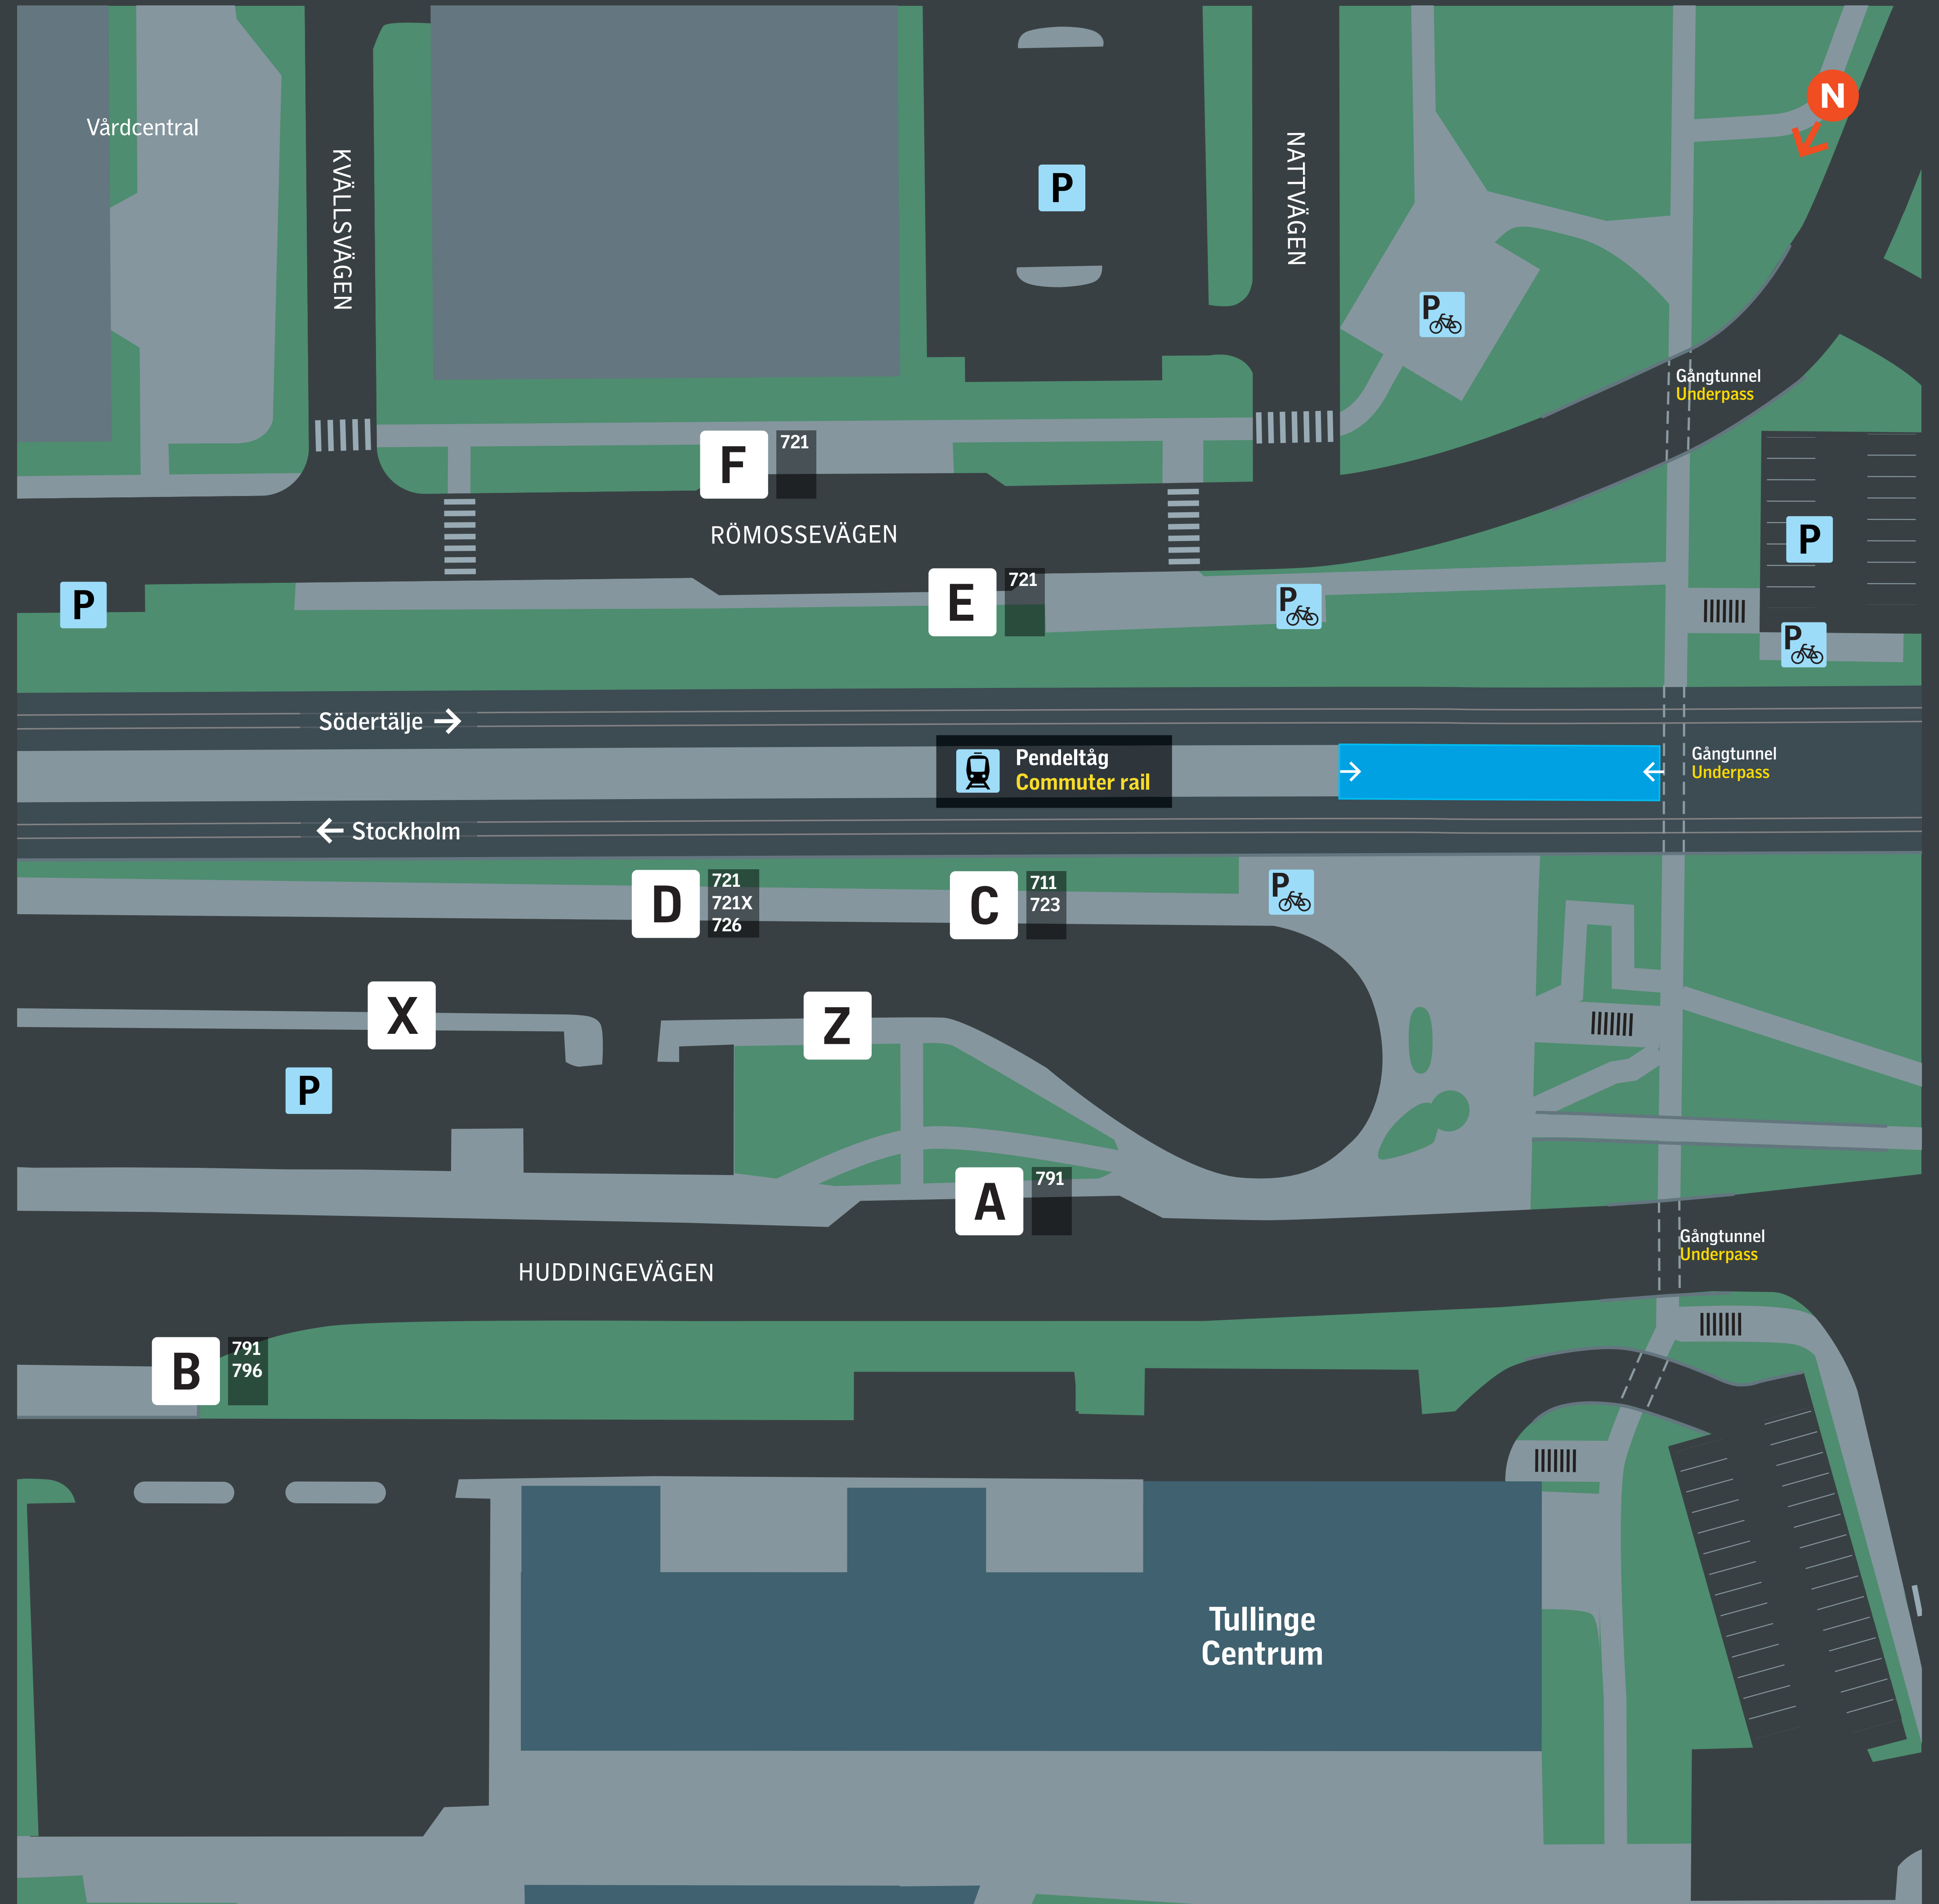 N
Vårdcentral
KVÄLLSVÄGEN
NATTVÄGEN
P
P
Gångtunnel
Underpass
F
721
RÖMOSSEVÄGEN
P
P
E
721
P
P
Södertälje
Pendeltåg
Commuter rail
Gångtunnel
Underpass
Stockholm
D
721
721X
726
C
711
723
P
X
Z
P
A
791
Gångtunnel
Underpass
HUDDINGEVÄGEN
B
791
796
Tullinge
Centrum